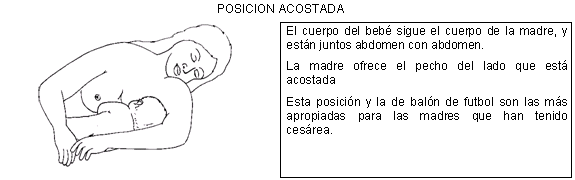 POSICION ACOSTADA
El cuerpo del bebé sigue el cuerpo de la madre, y
están juntos abdomen con abdomen.
La madre ofrece el pecho del lado que está
acostada
Esta posición y la de balón de futbol son las más
apropiadas para las madres que han tenido
cesárea.